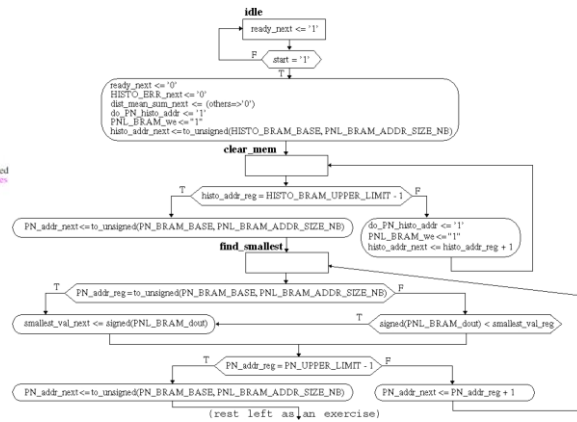 idle
ready_next <= '1'
F
start = '1'
T
ready_next <= '0'
HISTO_ERR_next <= '0'
dist_mean_sum_next <= (others=>'0')
do_PN_histo_addr <= '1'
PNL_BRAM_we <= "1"
histo_addr_next <= to_unsigned(HISTO_BRAM_BASE, PNL_BRAM_ADDR_SIZE_NB)
clear_mem
T
histo_addr_reg = HISTO_BRAM_UPPER_LIMIT - 1
F
PN_addr_next <= to_unsigned(PN_BRAM_BASE, PNL_BRAM_ADDR_SIZE_NB)
do_PN_histo_addr <= '1'
PNL_BRAM_we <= "1"
histo_addr_next <= histo_addr_reg + 1
find_smallest
T
PN_addr_reg = to_unsigned(PN_BRAM_BASE, PNL_BRAM_ADDR_SIZE_NB)
F
smallest_val_next <= signed(PNL_BRAM_dout)
T
signed(PNL_BRAM_dout) < smallest_val_reg
T
PN_addr_reg = PN_UPPER_LIMIT - 1
F
PN_addr_next <= to_unsigned(PN_BRAM_BASE, PNL_BRAM_ADDR_SIZE_NB)
PN_addr_next <= PN_addr_reg + 1
(rest left as an exercise)